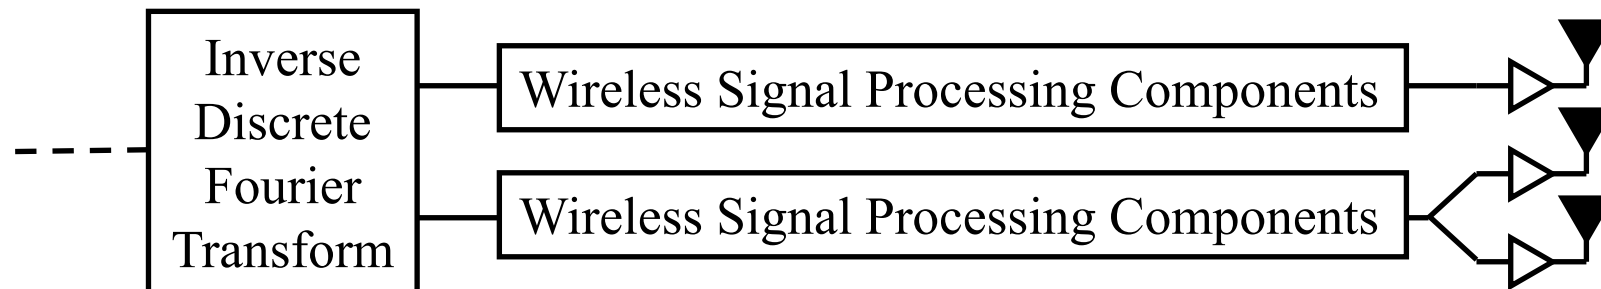 Inverse
Discrete
Fourier
Transform
Wireless Signal Processing Components
Wireless Signal Processing Components